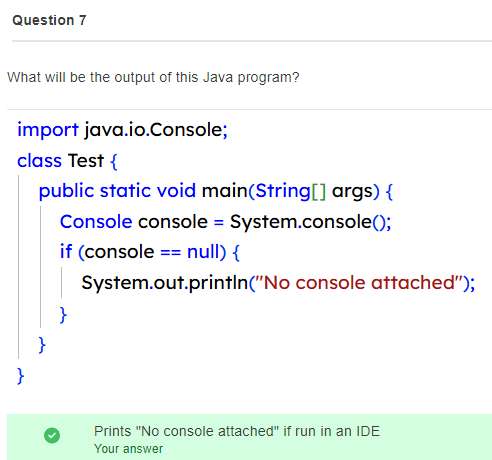 Question 7
What will be the output of this Java program?
import java.io.Console;
class Test {
public static void main(String[] args) {
Console console = System.console();
if (console == null) {
System.out.println("No console attached");
}
}
}
Prints "No console attached" if run in an IDE
Your answer